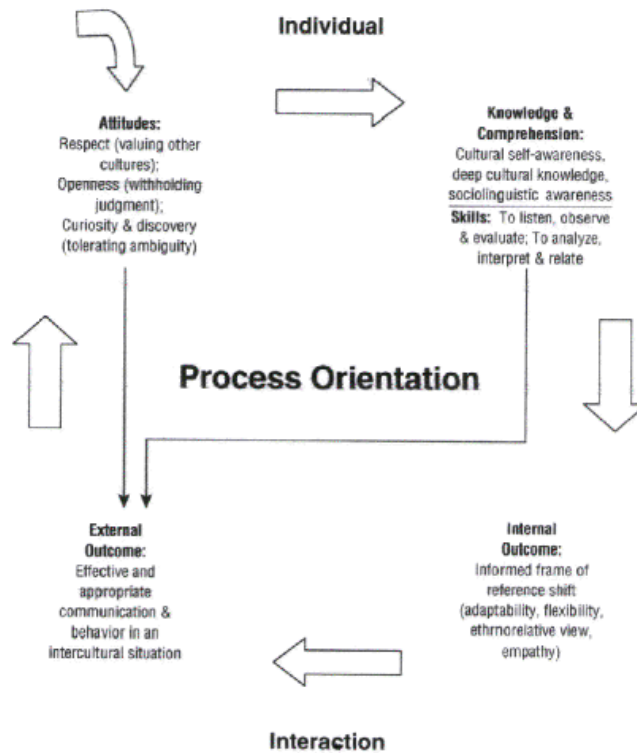 Individual
Attitudes:
Respect (valuing other
cultures);
Openness (withholding
judgment);
Curiosity & discovery
(tolerating ambiguity)
Knowledge &
Comprehension:
Cultural self-awareness,
deep cultural knowledge,
sociolinguistic awareness
Skills: To listen, observe
& evaluate; To analyze,
interpret & relate
Process Orientation
External
Outcome:
Effective and
appropriate
communication &
behavior in an
intercultural situation
Internal
Outcome:
Informed frame of
reference shift
(adaptability, flexibility,
ethrnorelative view,
empathy)
Interaction